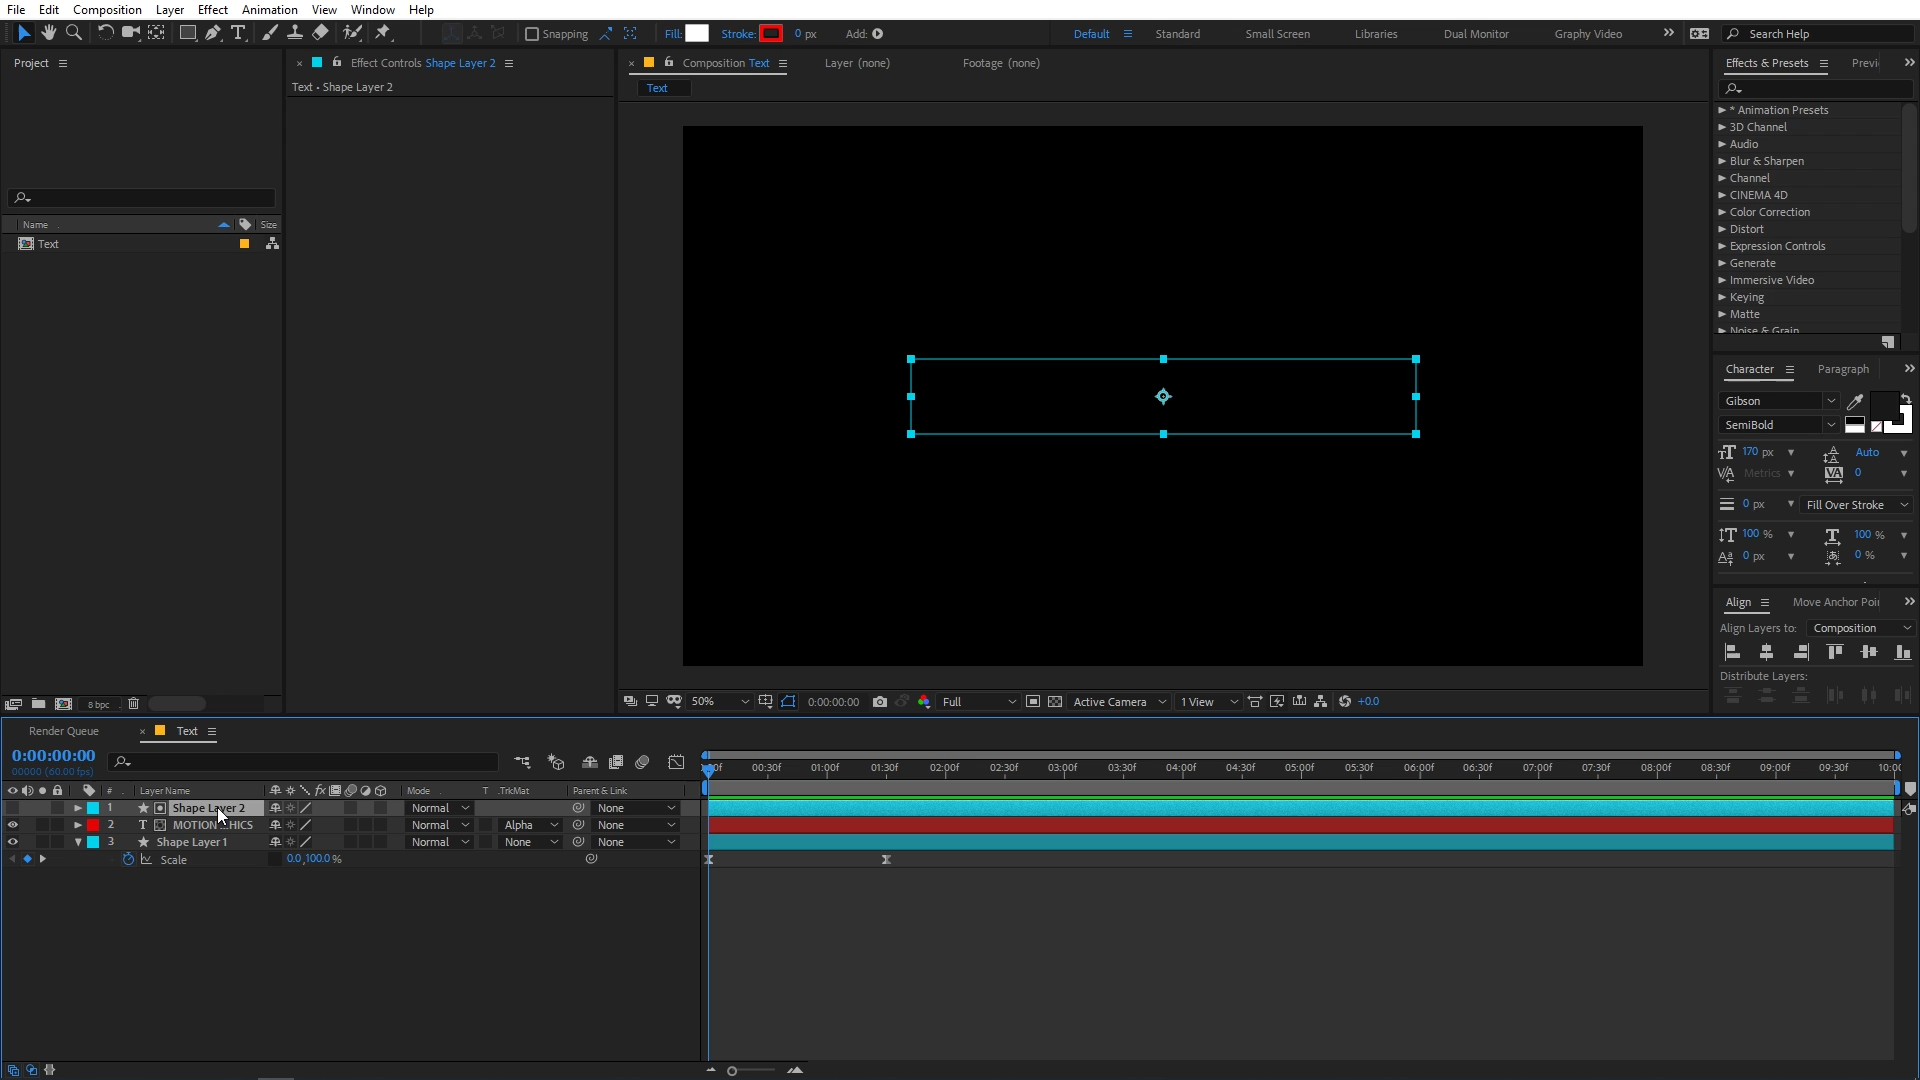 File Edit Composition Layer Effect Animation View Window Help
Snapping Fill: Stroke: 0 px Add: Default Standard Small Screen Libraries Dual Monitor Graphy Video Search Help
Project
Effect Controls Shape Layer 2
Composition Text Layer (none) Footage (none)
Effects & Presets
Text • Shape Layer 2
Text
* Animation Presets
3D Channel
Audio
Blur & Sharpen
Channel
CINEMA 4D
Color Correction
Distort
Expression Controls
Generate
Immersive Video
Keying
Matte
Noise & Grain
Name Size
Text
Character Paragraph
Gibson
SemiBold
170 px Auto
Metrics 0
0 px Fill Over Stroke
100 % 100 %
0 px 0 %
Align
Align Layers to: Composition
Distribute Layers:
8 bpc
50% 0:00:00:00 Full Active Camera 1 View +0.0
Render Queue Text
0:00:00:00
00000 (60.00 fps)
00:30f 01:00f 01:30f 02:00f 02:30f 03:00f 03:30f 04:00f 04:30f 05:00f 05:30f 06:00f 06:30f 07:00f 07:30f 08:00f 08:30f 09:00f 09:30f
# Layer Name Mode T .TrkMat Parent & Link
1 Shape Layer 2 Normal None
2 T MOTION...HICS Normal Alpha None
3 Shape Layer 1 Normal None None
Scale 0.0,100.0 %